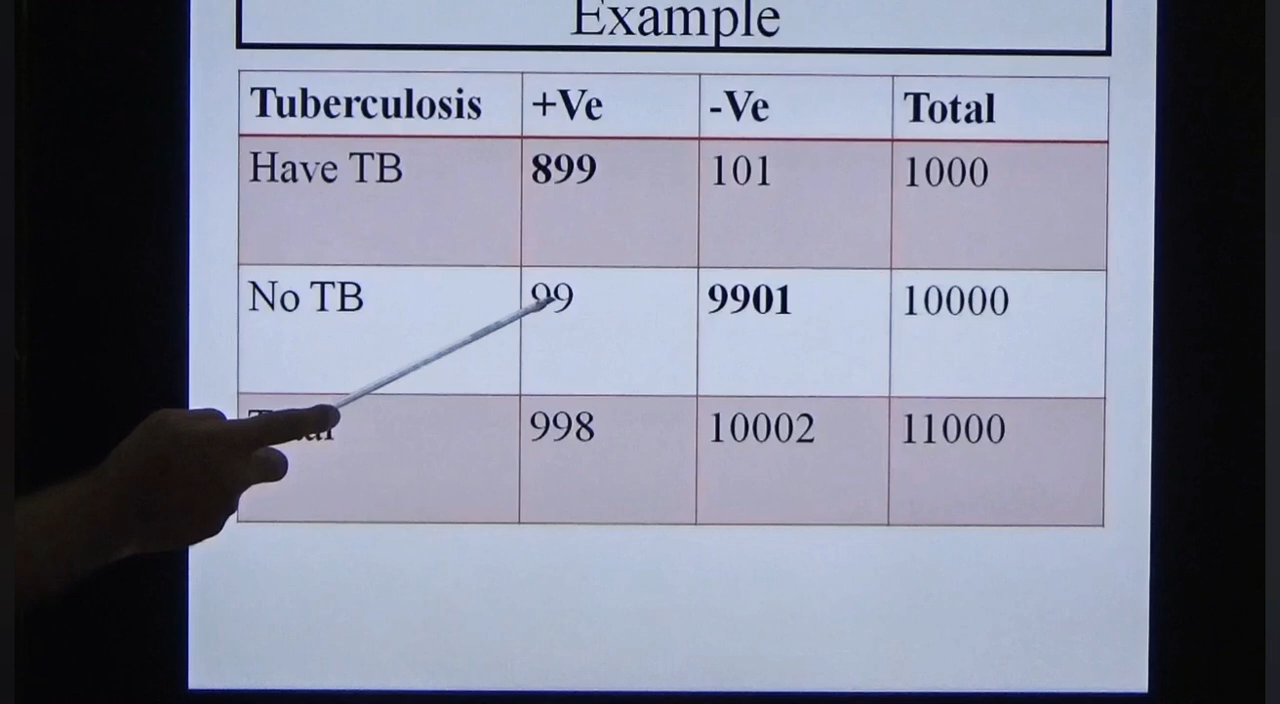 Example
Tuberculosis +Ve -Ve Total
Have TB 899 101 1000
No TB 99 9901 10000
998 10002 11000